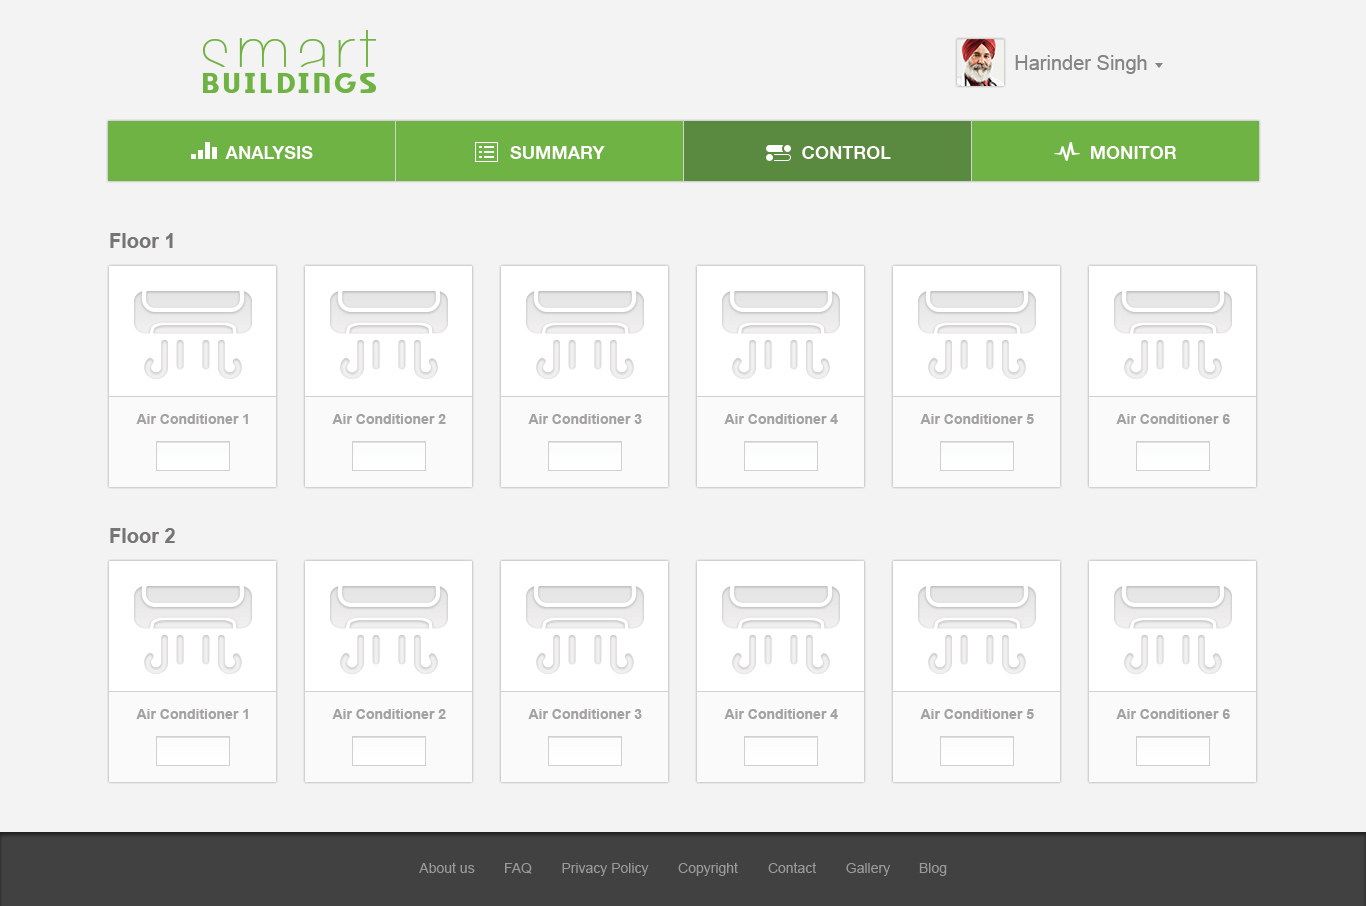 smart
BUILDINGS
Harinder Singh
ANALYSIS SUMMARY CONTROL MONITOR
Floor 1
Air Conditioner 1 Air Conditioner 2 Air Conditioner 3 Air Conditioner 4 Air Conditioner 5 Air Conditioner 6
Floor 2
Air Conditioner 1 Air Conditioner 2 Air Conditioner 3 Air Conditioner 4 Air Conditioner 5 Air Conditioner 6
About us FAQ Privacy Policy Copyright Contact Gallery Blog